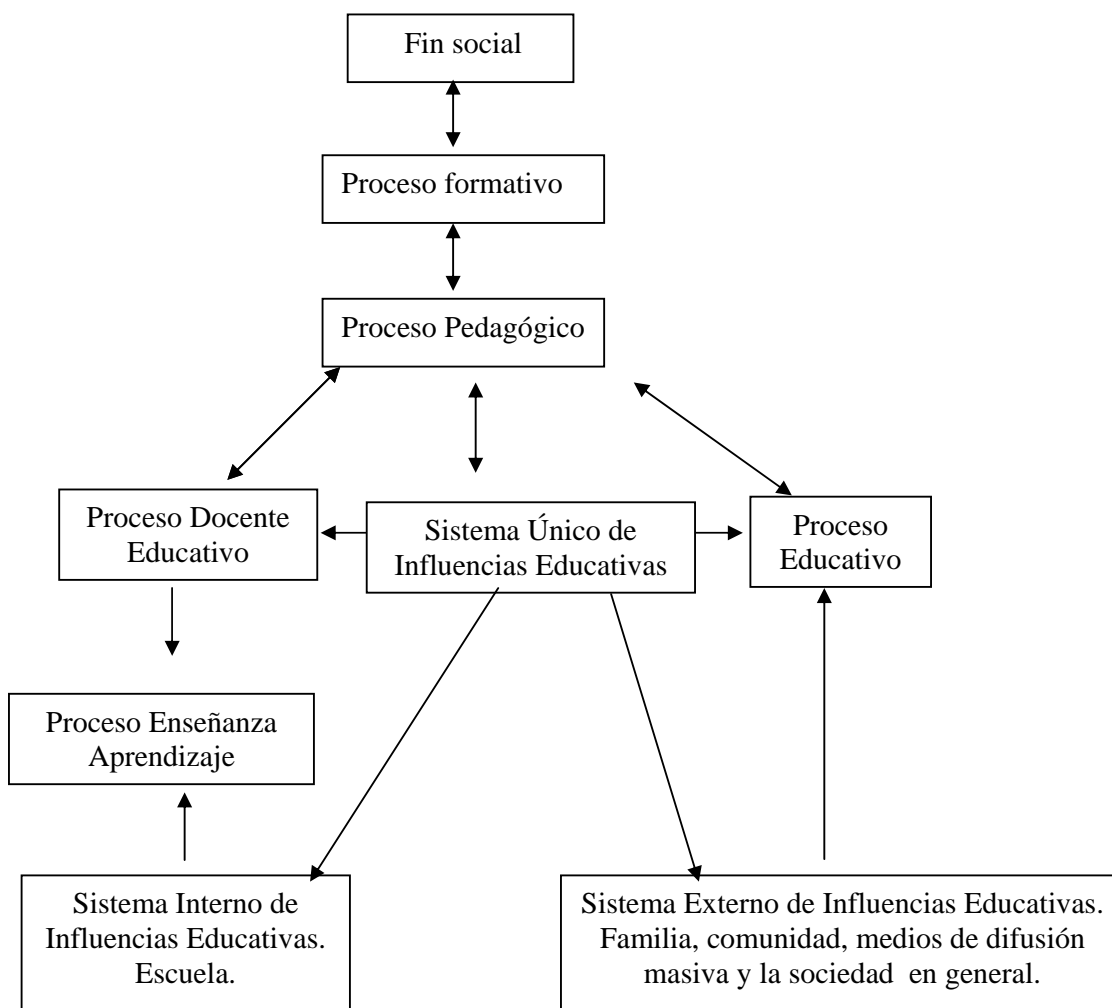 Fin social
Proceso formativo
Proceso Pedagógico
Proceso Docente
Educativo
Sistema Único de
Influencias Educativas
Proceso
Educativo
Proceso Enseñanza
Aprendizaje
Sistema Interno de
Influencias Educativas.
Escuela.
Sistema Externo de Influencias Educativas.
Familia, comunidad, medios de difusión
masiva y la sociedad en general.